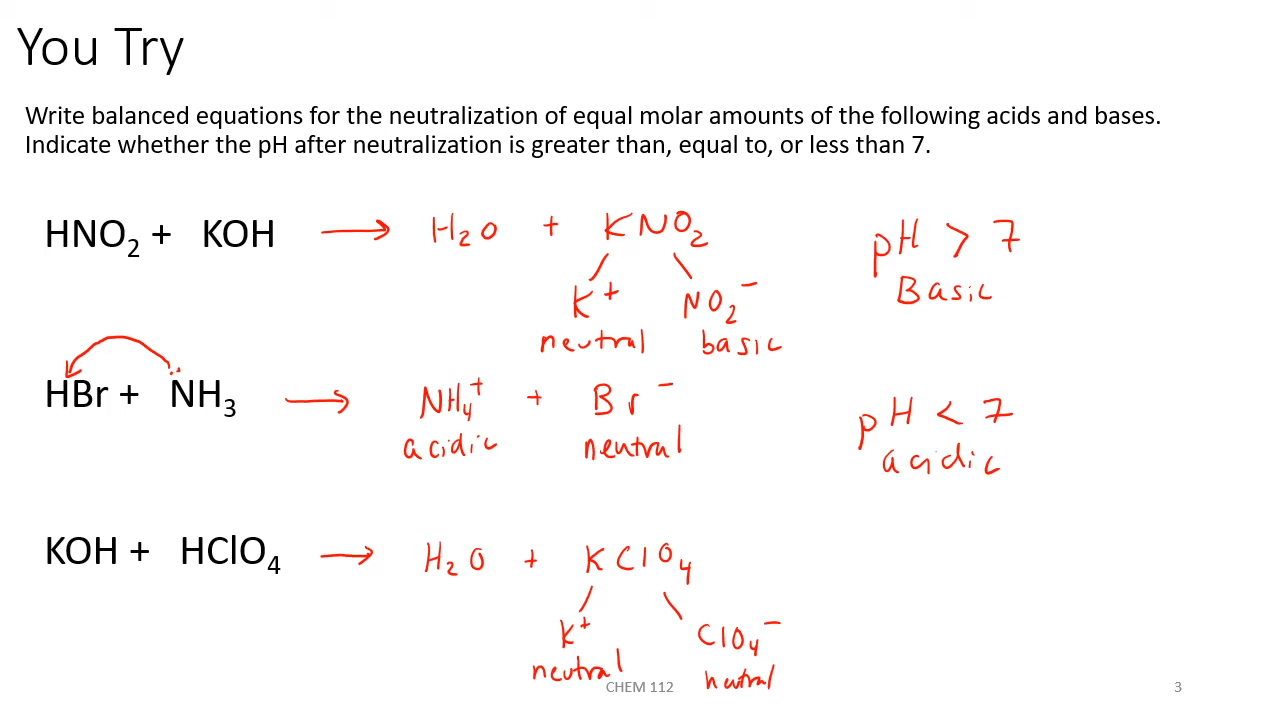 You Try
Write balanced equations for the neutralization of equal molar amounts of the following acids and bases.
Indicate whether the pH after neutralization is greater than, equal to, or less than 7.
HNO₂ + KOH ⟶ H₂O + KNO₂ pH > 7
K⁺ NO₂⁻ Basic
neutral basic
HBr + N̈H₃ ⟶ NH₄⁺ + Br⁻ pH < 7
acidic neutral acidic
KOH + HClO₄ ⟶ H₂O + KClO₄
K⁺ ClO₄⁻
neutral neutral
CHEM 112 3